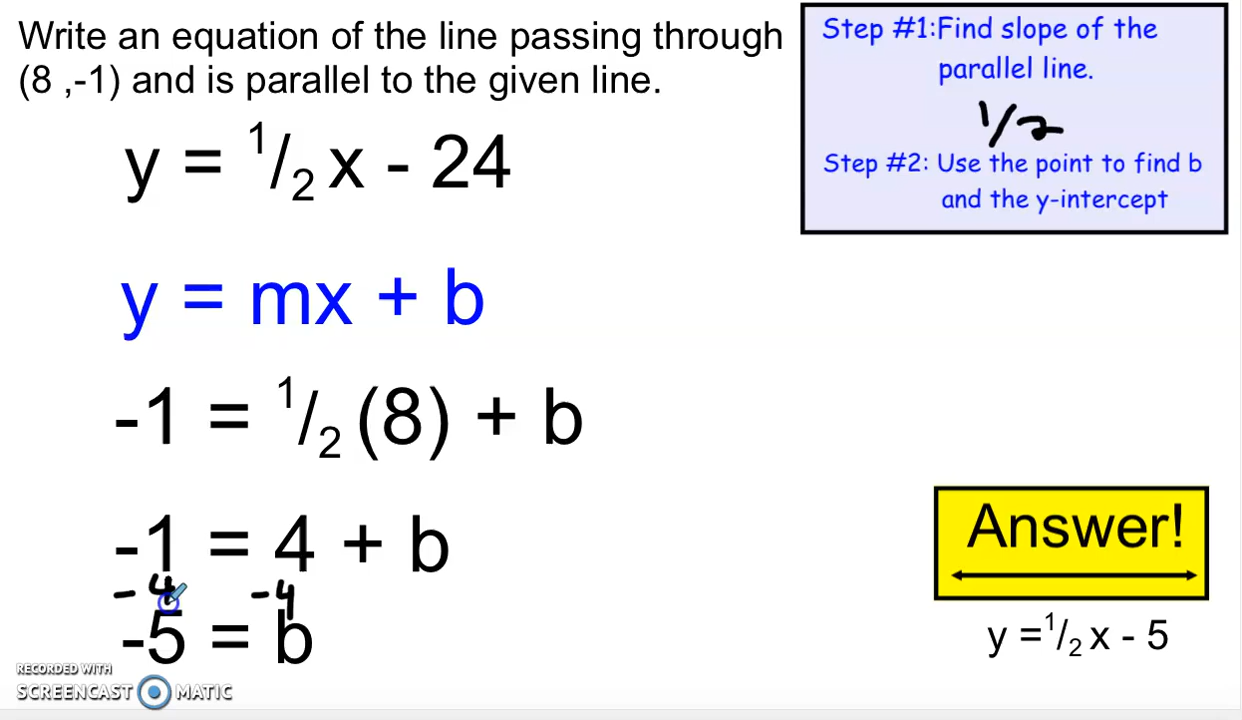 Write an equation of the line passing through
(8 ,-1) and is parallel to the given line.
y = 1/2 x - 24
y = mx + b
-1 = 1/2 (8) + b
-1 = 4 + b
-4 -4
-5 = b
Step #1:Find slope of the
parallel line.
1/2
Step #2: Use the point to find b
and the y-intercept
Answer!
y =1/2 x - 5
RECORDED WITH
SCREENCAST MATIC